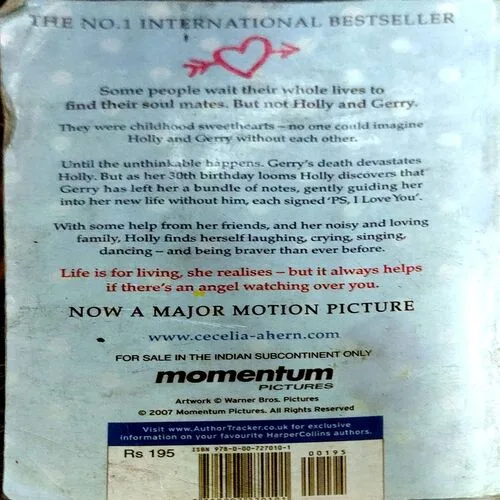 THE NO.1 INTERNATIONAL BESTSELLER
Some people wait their whole lives to
find their soul mates. But not Holly and Gerry.
They were childhood sweethearts – no one could imagine
Holly and Gerry without each other.
Until the unthinkable happens. Gerry's death devastates
Holly. But as her 30th birthday looms Holly discovers that
Gerry has left her a bundle of notes, gently guiding her
into her new life without him, each signed 'PS, I Love You'.
With some help from her friends, and her noisy and loving
family, Holly finds herself laughing, crying, singing,
dancing – and being braver than ever before.
Life is for living, she realises – but it always helps
if there's an angel watching over you.
NOW A MAJOR MOTION PICTURE
www.cecelia-ahern.com
FOR SALE IN THE INDIAN SUBCONTINENT ONLY
momentum
PICTURES
Artwork © Warner Bros. Pictures
© 2007 Momentum Pictures. All Rights Reserved
Visit www.AuthorTracker.co.uk for exclusive
information on your favourite HarperCollins authors.
Rs 195
ISBN 978-0-00-727010-1
00195